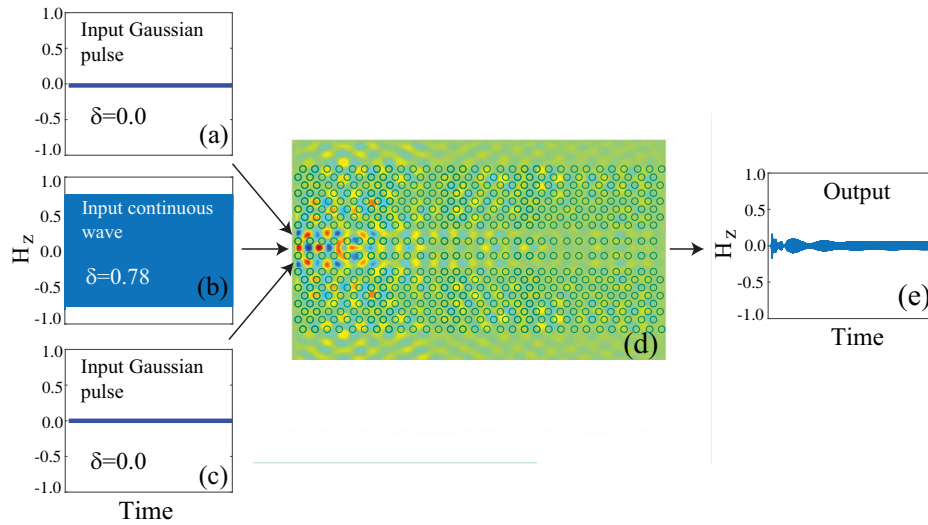 1.0
Input Gaussian
pulse
0.5
0.0
δ=0.0
-0.5
(a)
-1.0
1.0
Input continuous
wave
0.5
H_z
0.0
δ=0.78
-0.5
(b)
-1.0
1.0
Input Gaussian
pulse
0.5
0.0
δ=0.0
-0.5
(c)
-1.0
Time
(d)
1.0
Output
0.5
H_z
0.0
-0.5
(e)
-1.0
Time